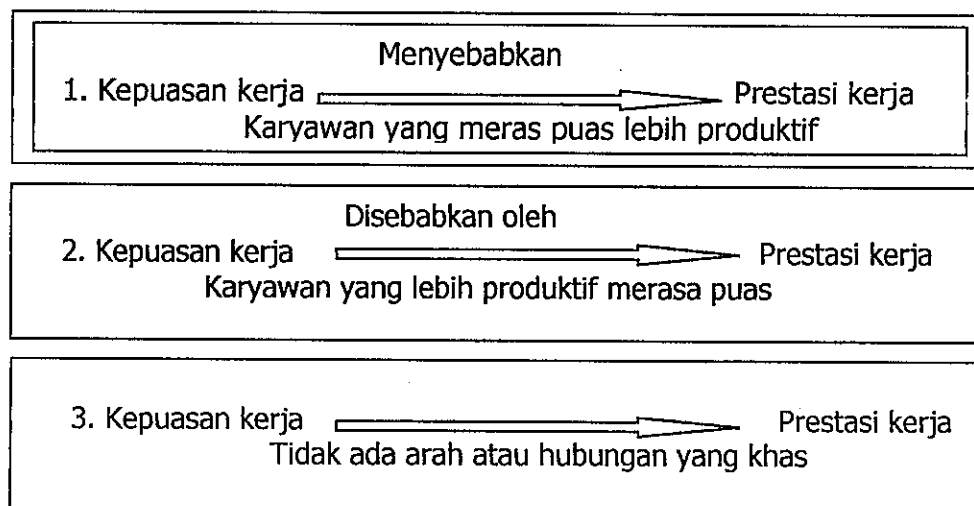 Menyebabkan
1. Kepuasan kerja Prestasi kerja
Karyawan yang meras puas lebih produktif
Disebabkan oleh
2. Kepuasan kerja Prestasi kerja
Karyawan yang lebih produktif merasa puas
3. Kepuasan kerja Prestasi kerja
Tidak ada arah atau hubungan yang khas